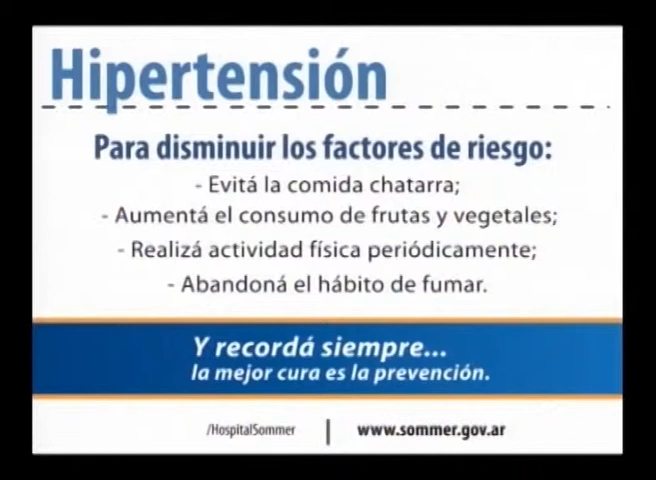 Hipertensión
Para disminuir los factores de riesgo:
- Evitá la comida chatarra;
- Aumentá el consumo de frutas y vegetales;
- Realizá actividad física periódicamente;
- Abandoná el hábito de fumar.
Y recordá siempre...
la mejor cura es la prevención.
/HospitalSommer | www.sommer.gov.ar